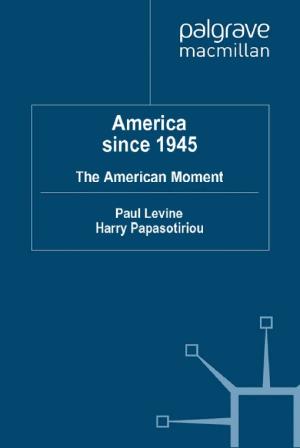 palgrave
macmillan
America
since 1945
The American Moment
Paul Levine
Harry Papasotiriou